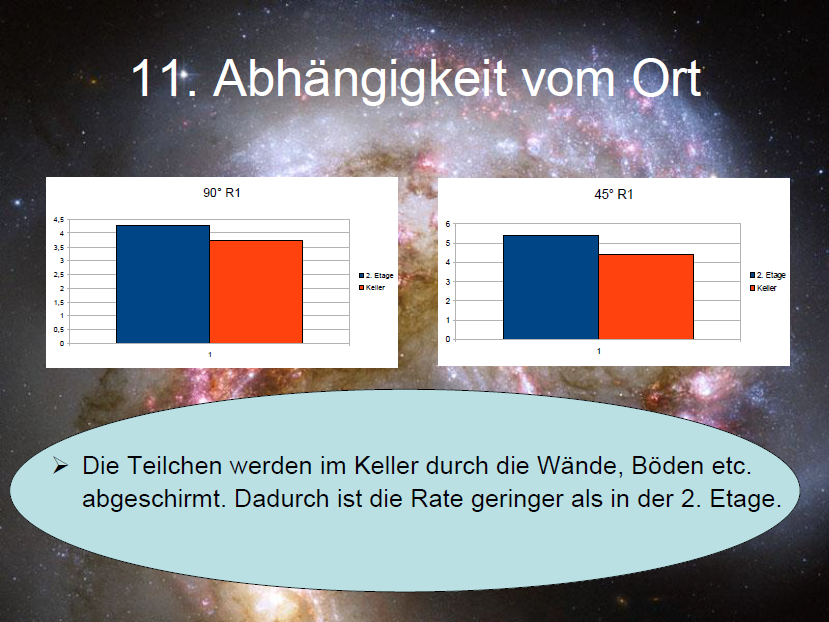 11. Abhängigkeit vom Ort
90° R1
4,5
4
3,5
3
2,5
2
1,5
1
0,5
0
1
2. Etage
Keller
45° R1
6
5
4
3
2
1
0
1
2. Etage
Keller
➢ Die Teilchen werden im Keller durch die Wände, Böden etc.
abgeschirmt. Dadurch ist die Rate geringer als in der 2. Etage.